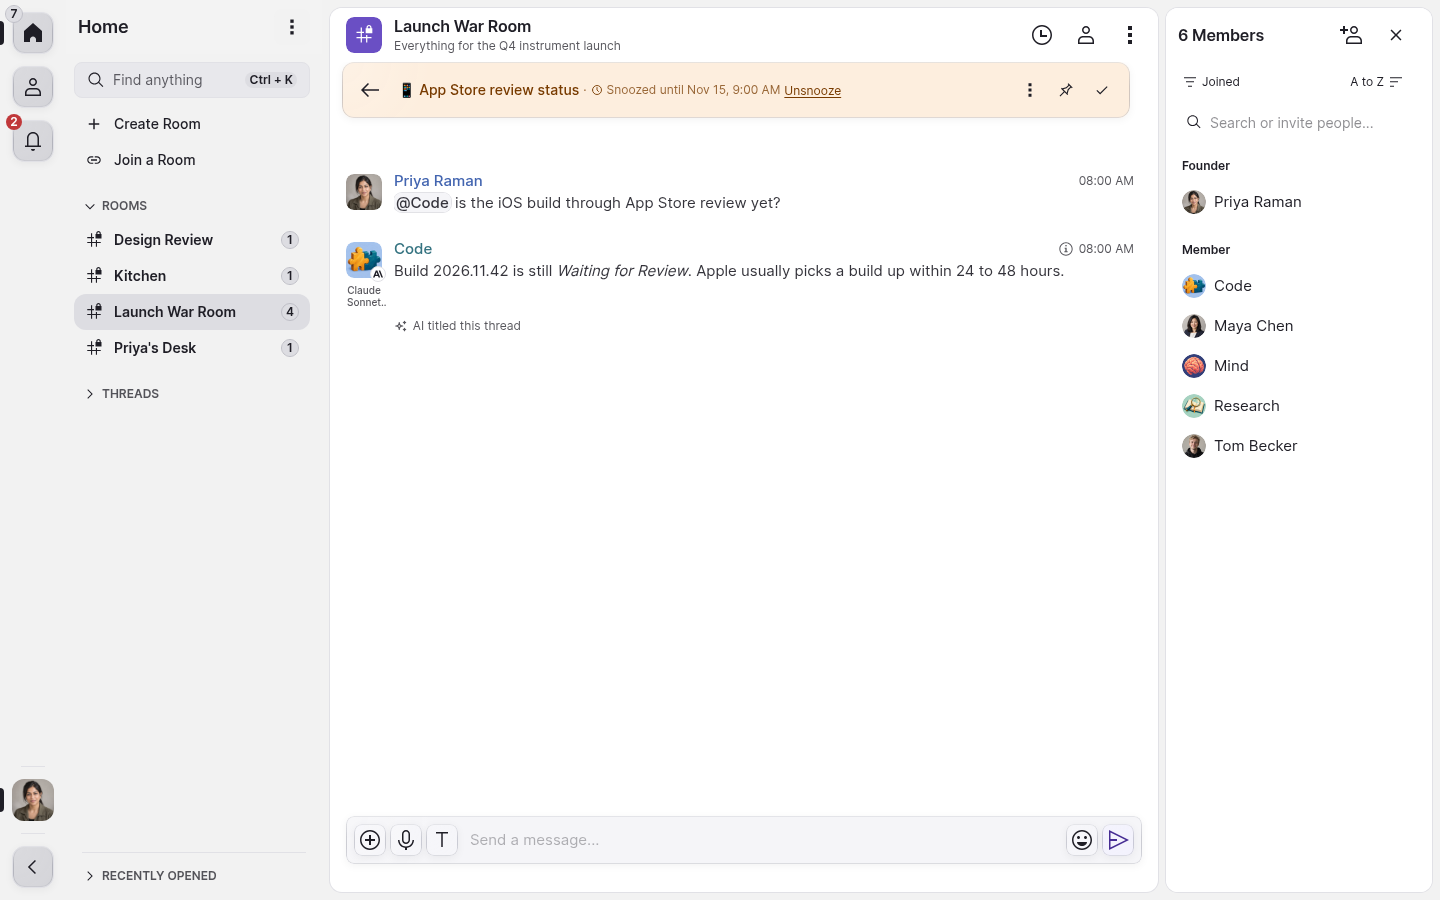 7
2
Home
Find anything
Ctrl + K
Create Room
Join a Room
ROOMS
Design Review
1
Kitchen
1
Launch War Room
4
Priya's Desk
1
THREADS
RECENTLY OPENED
Launch War Room
Everything for the Q4 instrument launch
App Store review status · Snoozed until Nov 15, 9:00 AM Unsnooze
Priya Raman
08:00 AM
@Code is the iOS build through App Store review yet?
Code
08:00 AM
Build 2026.11.42 is still Waiting for Review. Apple usually picks a build up within 24 to 48 hours.
Claude
Sonnet..
AI titled this thread
Send a message...
6 Members
Joined
A to Z
Search or invite people...
Founder
Priya Raman
Member
Code
Maya Chen
Mind
Research
Tom Becker